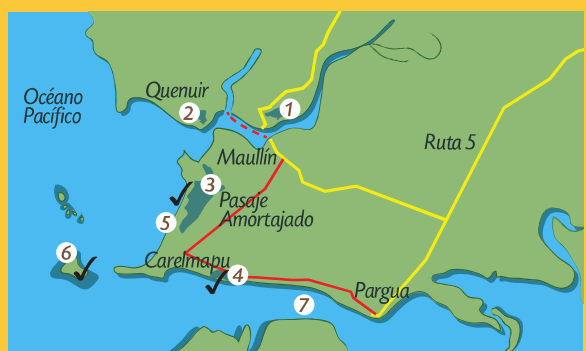 Océano
Pacífico
Quenuir
2
1
Ruta 5
Maullín
3
Pasaje
Amortajado
5
6
Carelmapu
4
Pargua
7